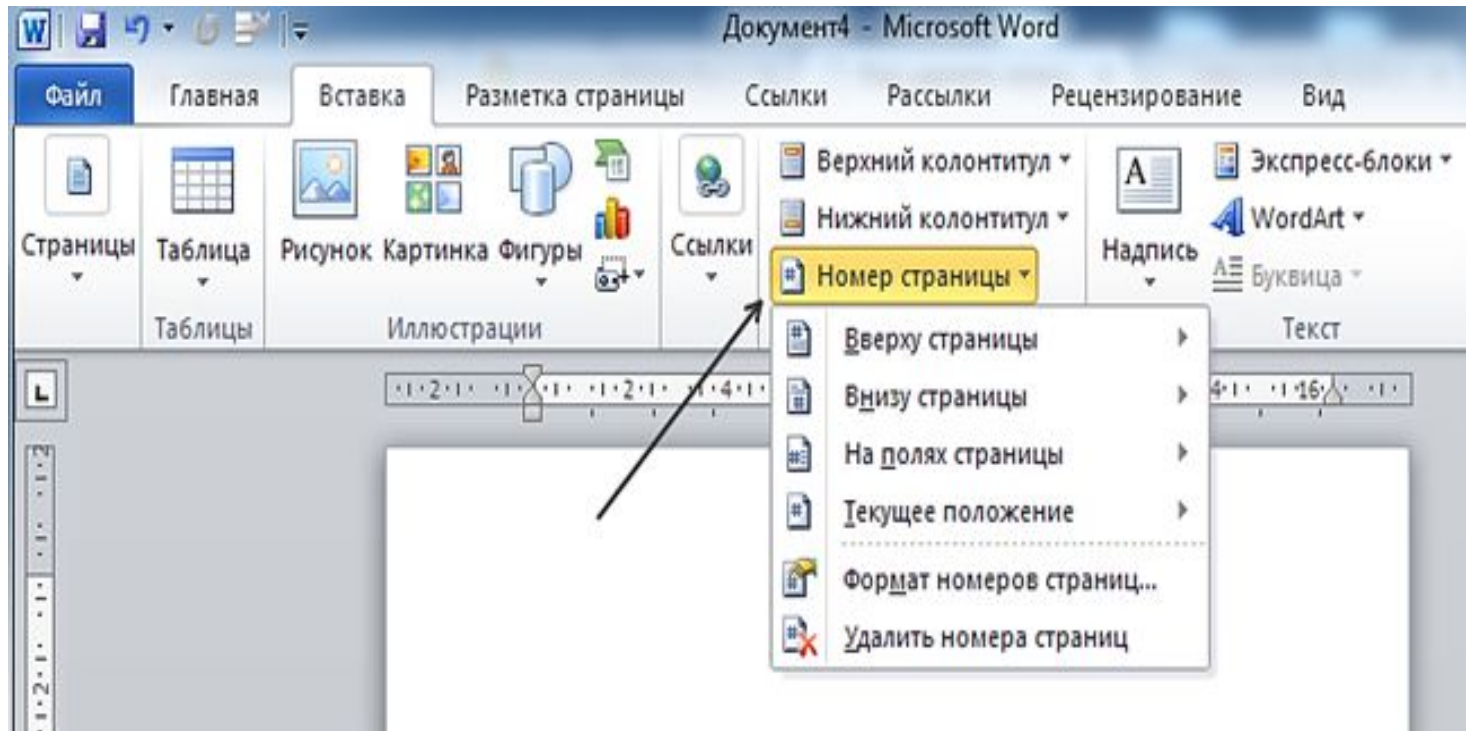 Документ4 - Microsoft Word
Файл Главная Вставка Разметка страницы Ссылки Рассылки Рецензирование Вид
Страницы Таблица Рисунок Картинка Фигуры Ссылки
Верхний колонтитул
Нижний колонтитул
Номер страницы
Надпись
Экспресс-блоки
WordArt
Буквица
Таблицы Иллюстрации Текст
Вверху страницы
Внизу страницы
На полях страницы
Текущее положение
Формат номеров страниц...
Удалить номера страниц